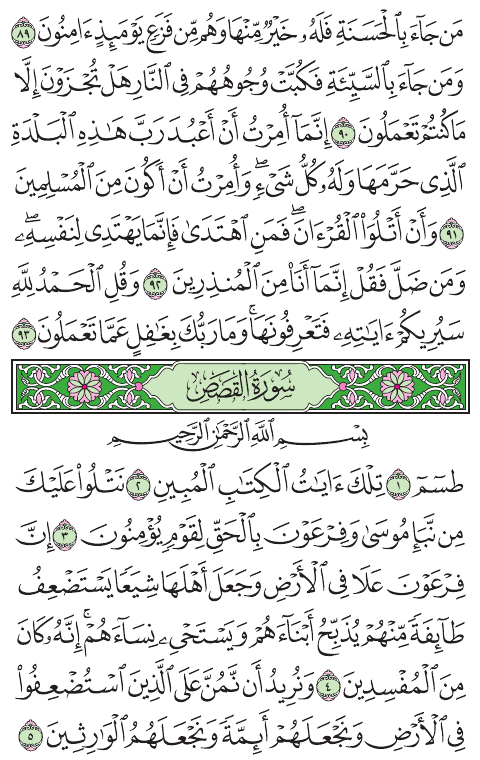 مَن جَآءَ بِٱلْحَسَنَةِ فَلَهُۥ خَيْرٌ مِّنْهَا وَهُم مِّن فَزَعٍ يَوْمَئِذٍ ءَامِنُونَ ٨٩
وَمَن جَآءَ بِٱلسَّيِّئَةِ فَكُبَّتْ وُجُوهُهُمْ فِى ٱلنَّارِ هَلْ تُجْزَوْنَ إِلَّا
مَا كُنتُمْ تَعْمَلُونَ ٩٠ إِنَّمَآ أُمِرْتُ أَنْ أَعْبُدَ رَبَّ هَٰذِهِ ٱلْبَلْدَةِ
ٱلَّذِى حَرَّمَهَا وَلَهُۥ كُلُّ شَىْءٍ ۖ وَأُمِرْتُ أَنْ أَكُونَ مِنَ ٱلْمُسْلِمِينَ
٩١ وَأَنْ أَتْلُوَا۟ ٱلْقُرْءَانَ ۖ فَمَنِ ٱهْتَدَىٰ فَإِنَّمَا يَهْتَدِى لِنَفْسِهِۦ ۖ
وَمَن ضَلَّ فَقُلْ إِنَّمَآ أَنَا۠ مِنَ ٱلْمُنذِرِينَ ٩٢ وَقُلِ ٱلْحَمْدُ لِلَّهِ
سَيُرِيكُمْ ءَايَٰتِهِۦ فَتَعْرِفُونَهَا ۚ وَمَا رَبُّكَ بِغَٰفِلٍ عَمَّا تَعْمَلُونَ ٩٣
سُورَةُ القَصَصِ
بِسْمِ ٱللَّهِ ٱلرَّحْمَٰنِ ٱلرَّحِيمِ
طسٓمٓ ١ تِلْكَ ءَايَٰتُ ٱلْكِتَٰبِ ٱلْمُبِينِ ٢ نَتْلُوا۟ عَلَيْكَ
مِن نَّبَإِ مُوسَىٰ وَفِرْعَوْنَ بِٱلْحَقِّ لِقَوْمٍ يُؤْمِنُونَ ٣ إِنَّ
فِرْعَوْنَ عَلَا فِى ٱلْأَرْضِ وَجَعَلَ أَهْلَهَا شِيَعًا يَسْتَضْعِفُ
طَآئِفَةً مِّنْهُمْ يُذَبِّحُ أَبْنَآءَهُمْ وَيَسْتَحْىِۦ نِسَآءَهُمْ ۚ إِنَّهُۥ كَانَ
مِنَ ٱلْمُفْسِدِينَ ٤ وَنُرِيدُ أَن نَّمُنَّ عَلَى ٱلَّذِينَ ٱسْتُضْعِفُوا۟
فِى ٱلْأَرْضِ وَنَجْعَلَهُمْ أَئِمَّةً وَنَجْعَلَهُمُ ٱلْوَٰرِثِينَ ٥